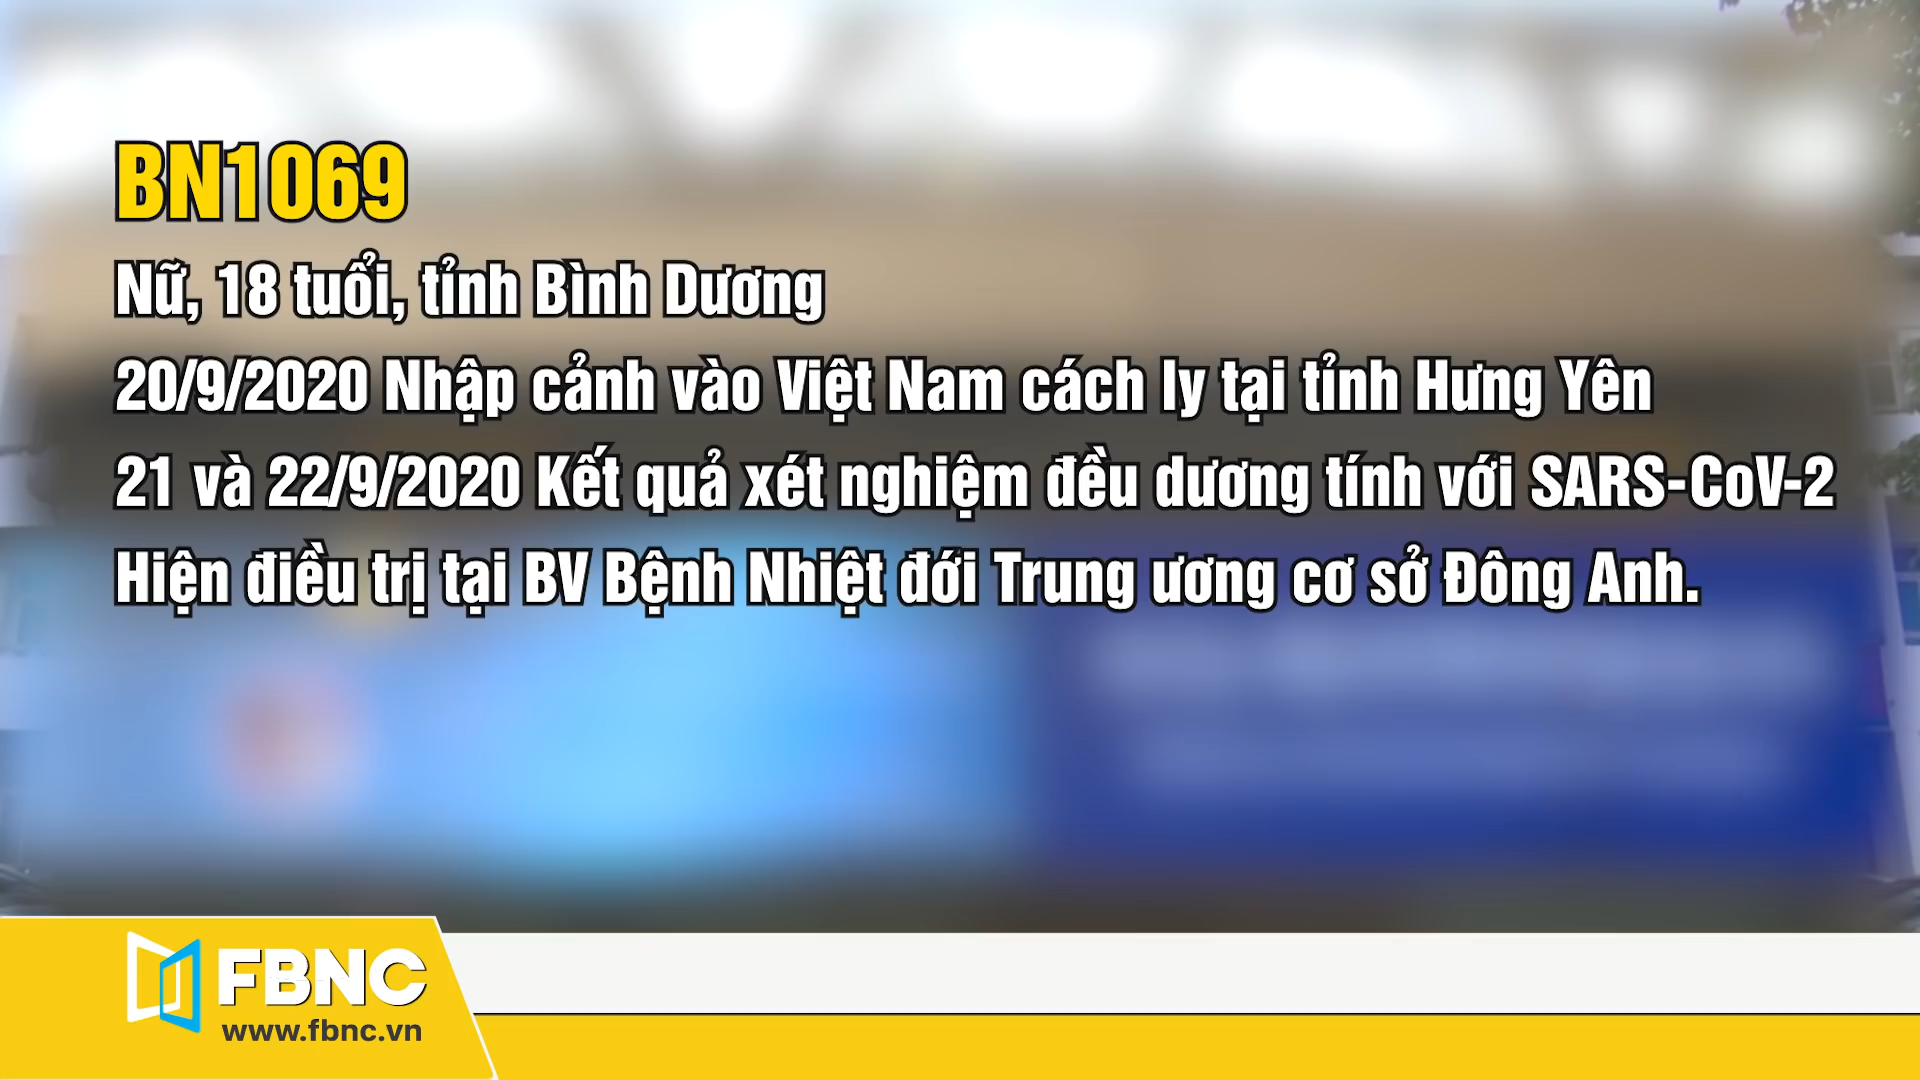 BN1069
Nữ, 18 tuổi, tỉnh Bình Dương
20/9/2020 Nhập cảnh vào Việt Nam cách ly tại tỉnh Hưng Yên
21 và 22/9/2020 Kết quả xét nghiệm đều dương tính với SARS-CoV-2
Hiện điều trị tại BV Bệnh Nhiệt đới Trung ương cơ sở Đông Anh.
FBNC
www.fbnc.vn